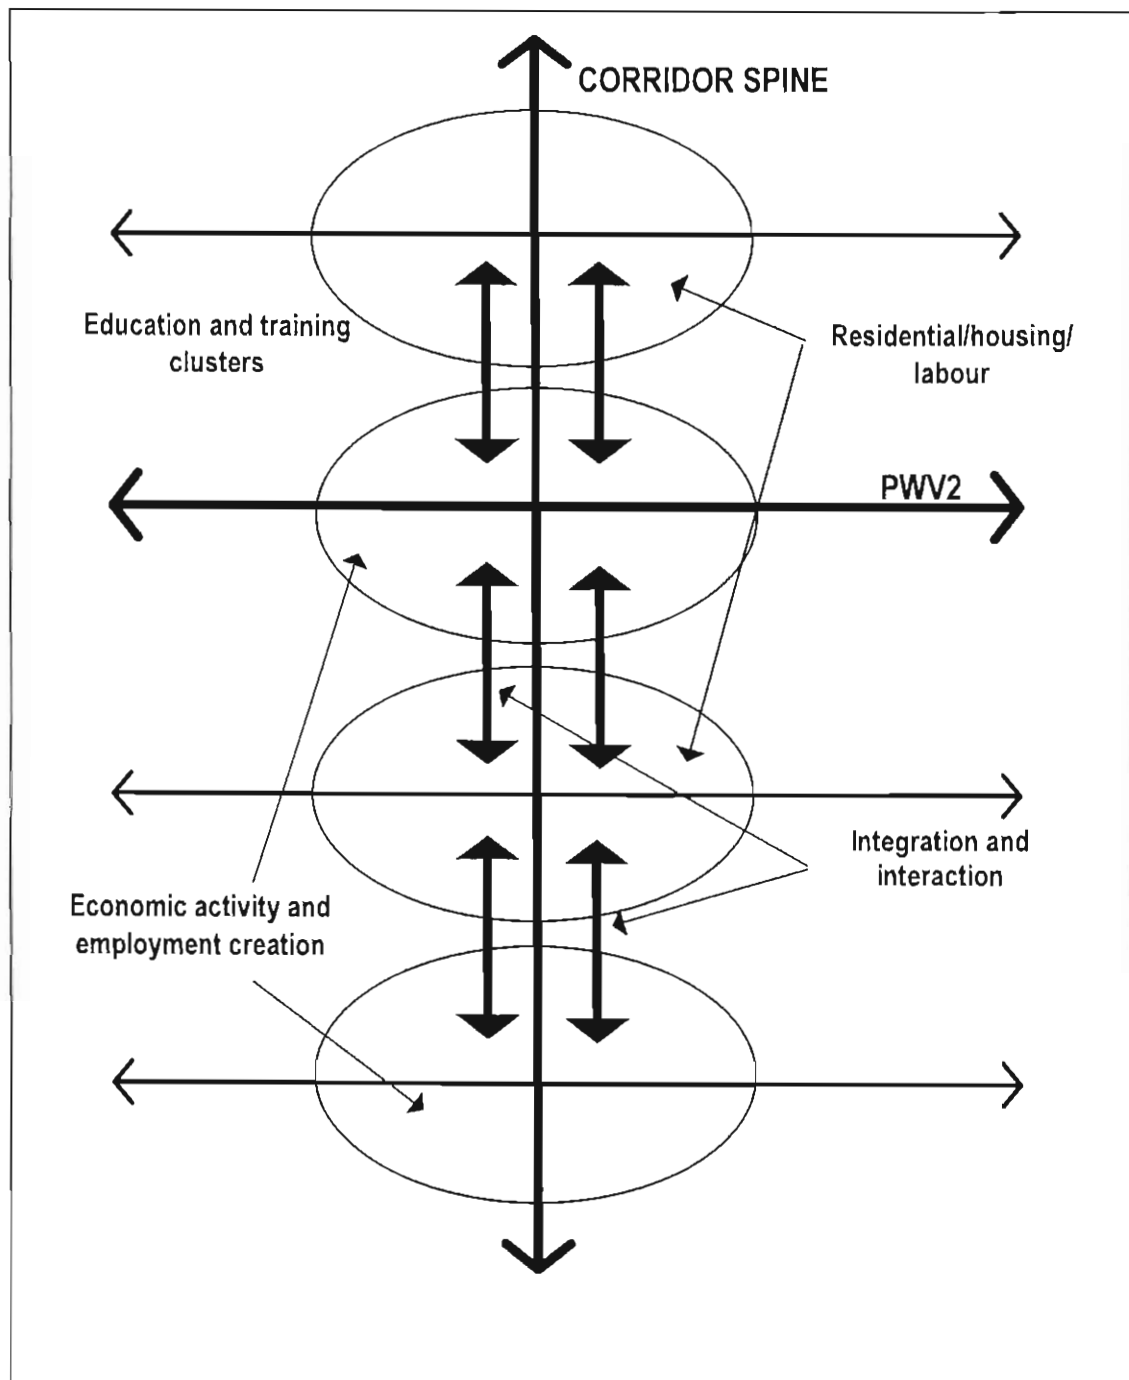 CORRIDOR SPINE
Education and training
clusters
Residential/housing/
labour
PWV2
Integration and
interaction
Economic activity and
employment creation